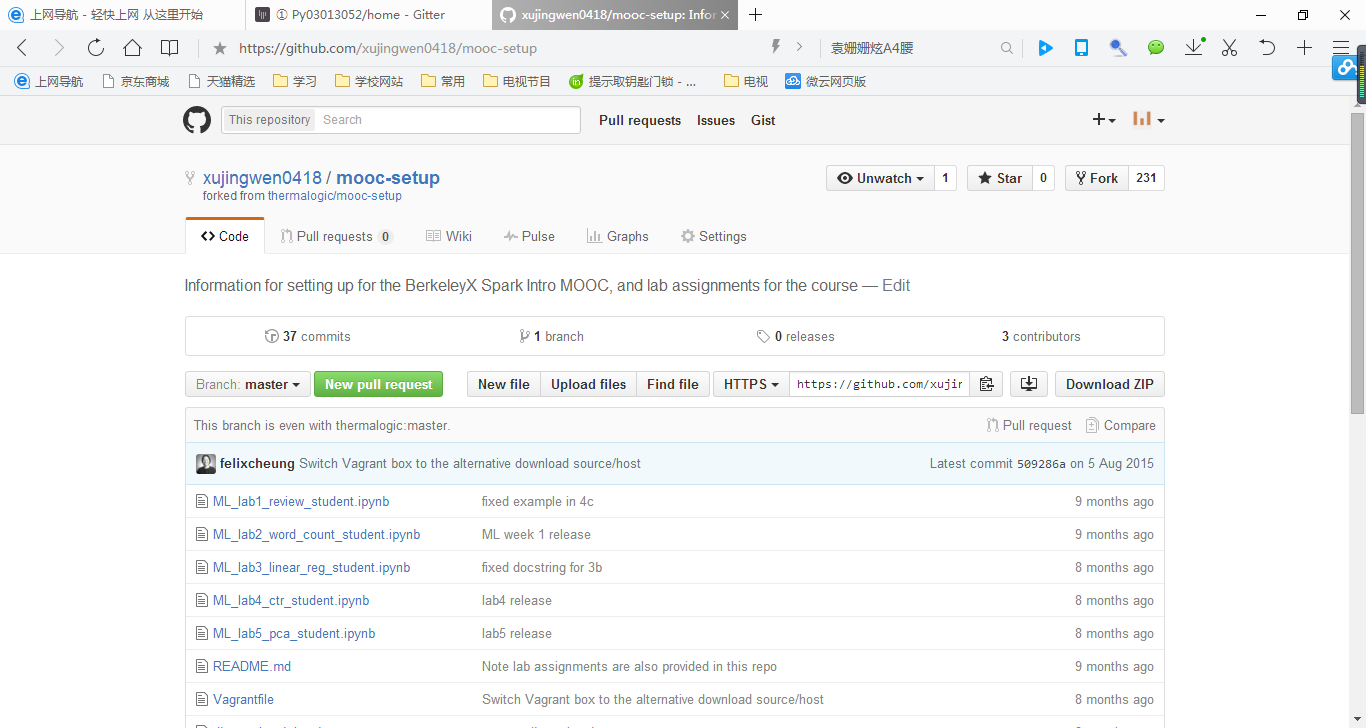 上网导航 - 轻快上网 从这里开始
① Py03013052/home - Gitter
xujingwen0418/mooc-setup: Infor
https://github.com/xujingwen0418/mooc-setup
袁姗姗炫A4腰
上网导航 京东商城 天猫精选 学习 学校网站 常用 电视节目 提示取钥匙门锁 - ... 电视 微云网页版
This repository Search Pull requests Issues Gist
xujingwen0418 / mooc-setup
Unwatch 1 Star 0 Fork 231
forked from thermalogic/mooc-setup
Code Pull requests 0 Wiki Pulse Graphs Settings
Information for setting up for the BerkeleyX Spark Intro MOOC, and lab assignments for the course — Edit
37 commits 1 branch 0 releases 3 contributors
Branch: master New pull request New file Upload files Find file HTTPS https://github.com/xujin Download ZIP
This branch is even with thermalogic:master. Pull request Compare
felixcheung Switch Vagrant box to the alternative download source/host Latest commit 509286a on 5 Aug 2015
ML_lab1_review_student.ipynb fixed example in 4c 9 months ago
ML_lab2_word_count_student.ipynb ML week 1 release 9 months ago
ML_lab3_linear_reg_student.ipynb fixed docstring for 3b 8 months ago
ML_lab4_ctr_student.ipynb lab4 release 8 months ago
ML_lab5_pca_student.ipynb lab5 release 8 months ago
README.md Note lab assignments are also provided in this repo 9 months ago
Vagrantfile Switch Vagrant box to the alternative download source/host 8 months ago